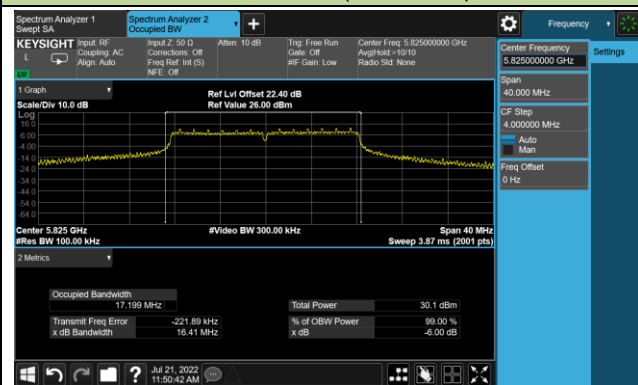 Spectrum Analyzer 1
Swept SA
Spectrum Analyzer 2
Occupied BW
Frequency
KEYSIGHT
L
Input: RF
Coupling: AC
Align: Auto
Input Z: 50 Ω
Corrections: Off
Freq Ref: Int (S)
NFE: Off
Atten: 10 dB
Trig: Free Run
Gate: Off
#IF Gain: Low
Center Freq: 5.825000000 GHz
Avg|Hold:>10/10
Radio Std: None
Center Frequency
5.825000000 GHz
Settings
Span
40.000 MHz
CF Step
4.000000 MHz
Auto
Man
Freq Offset
0 Hz
1 Graph
Scale/Div 10.0 dB
Ref Lvl Offset 22.40 dB
Ref Value 26.00 dBm
Log
16.0
6.00
-4.00
-14.0
-24.0
-34.0
-44.0
-54.0
-64.0
Center 5.825 GHz
#Res BW 100.00 kHz
#Video BW 300.00 kHz
Span 40 MHz
Sweep 3.87 ms (2001 pts)
2 Metrics
Occupied Bandwidth
17.199 MHz
Transmit Freq Error -221.89 kHz
x dB Bandwidth 16.41 MHz
Total Power 30.1 dBm
% of OBW Power 99.00 %
x dB -6.00 dB
?
Jul 21, 2022
11:50:42 AM